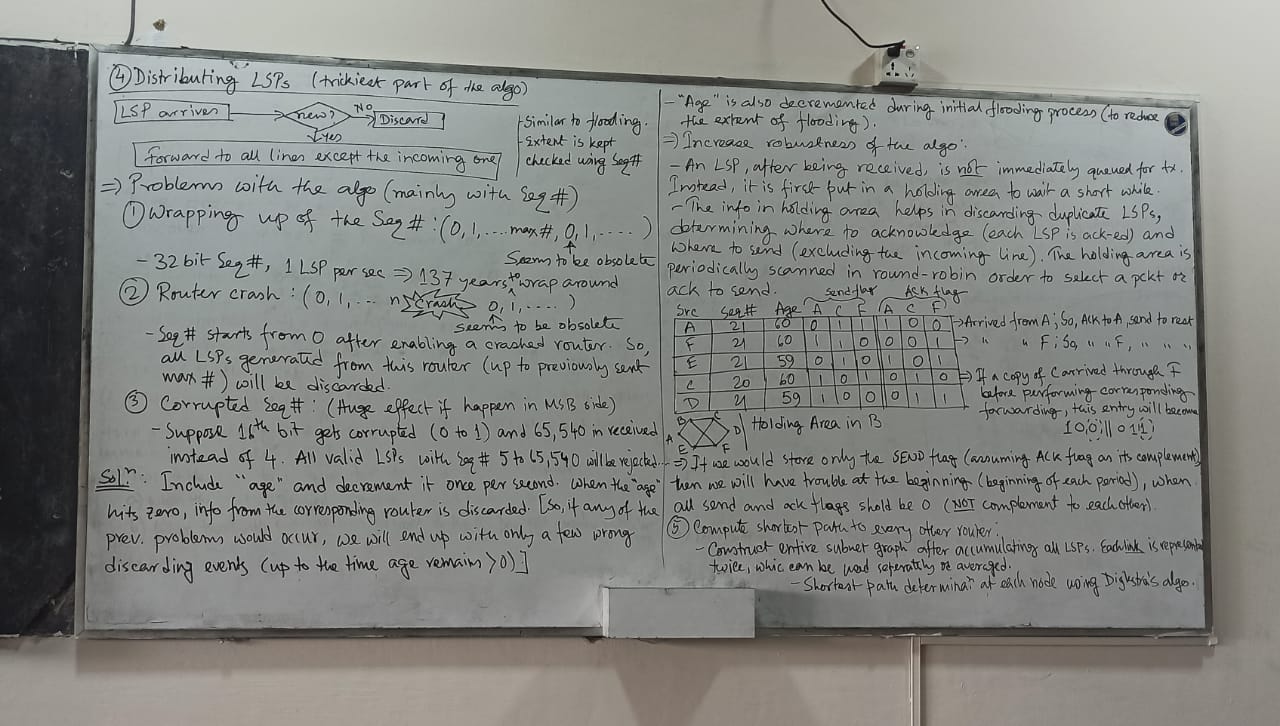 ④ Distributing LSPs (trickiest part of the algo)
LSP arrives → new? No → Discard
Yes
forward to all lines except the incoming one
- Similar to flooding.
- Extent is kept
checked using Seq#
⇒ Problems with the algo (mainly with Seq #)
① Wrapping up of the Seq # : (0, 1, .... max #, 0, 1, ..... )
Seems to be obsolete
- 32 bit Seq #, 1 LSP per sec ⇒ 137 years to wrap around
② Router crash : (0, 1, ... n Crash 0, 1, ..... )
seems to be obsolete
- Seq # starts from 0 after enabling a crashed router. So,
all LSPs generated from this router (up to previously sent
max #) will be discarded.
③ Corrupted Seq # : (Huge effect if happen in MSB side)
- Suppose 16th bit gets corrupted (0 to 1) and 65,540 in received
instead of 4. All valid LSPs with Seq # 5 to 65,540 will be rejected.
Solⁿ: Include "age" and decrement it once per second. When the "age"
hits zero, info from the corresponding router is discarded. [So, if any of the
prev. problems would occur, we will end up with only a few wrong
discarding events (up to the time age remains >0)]
- "Age" is also decremented during initial flooding process (to reduce
the extent of flooding).
⇒ Increase robustness of the algo:
- An LSP, after being received, is not immediately queued for tx.
Instead, it is first put in a holding area to wait a short while.
- The info in holding area helps in discarding duplicate LSPs,
determining where to acknowledge (each LSP is ack-ed) and
where to send (excluding the incoming line). The holding area is
periodically scanned in round-robin order to select a pckt or
ack to send.
Send flag Ack flag
Src Seq# Age A C F A C F
A 21 60 0 1 1 1 0 0 → Arrived from A; So, Ack to A, send to rest
F 21 60 1 1 0 0 0 1 → " " F; So, " " F, " " "
E 21 59 0 1 0 1 0 1
C 20 60 1 0 1 0 1 0 ⇒ If a copy of C arrived through F
D 21 59 1 0 0 0 1 1 before performing corresponding
forwarding, this entry will become
100 || 011
B C
A D
E F
Holding Area in B
⇒ If we would store only the SEND flag (assuming ACK flag as its complement)
then we will have trouble at the beginning (beginning of each period), when
all send and ack flags shold be 0 (NOT complement to each other).
⑤ Compute shortest path to every other router:
- Construct entire subnet graph after accumulating all LSPs. Each link is represented
twice, whic can be used seperatly or averaged.
- Shortest path determinaⁿ at each node using Dijkstra's algo.